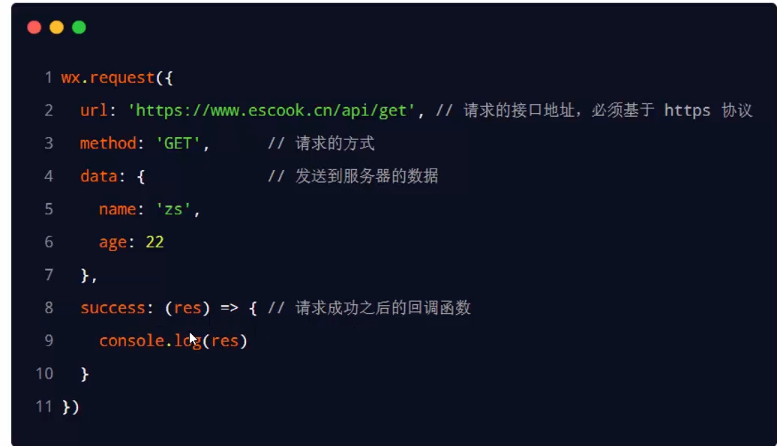 1 wx.request({
2   url: 'https://www.escook.cn/api/get', // 请求的接口地址，必须基于 https 协议
3   method: 'GET',      // 请求的方式
4   data: {             // 发送到服务器的数据
5     name: 'zs',
6     age: 22
7   },
8   success: (res) => { // 请求成功之后的回调函数
9     console.log(res)
10   }
11 })